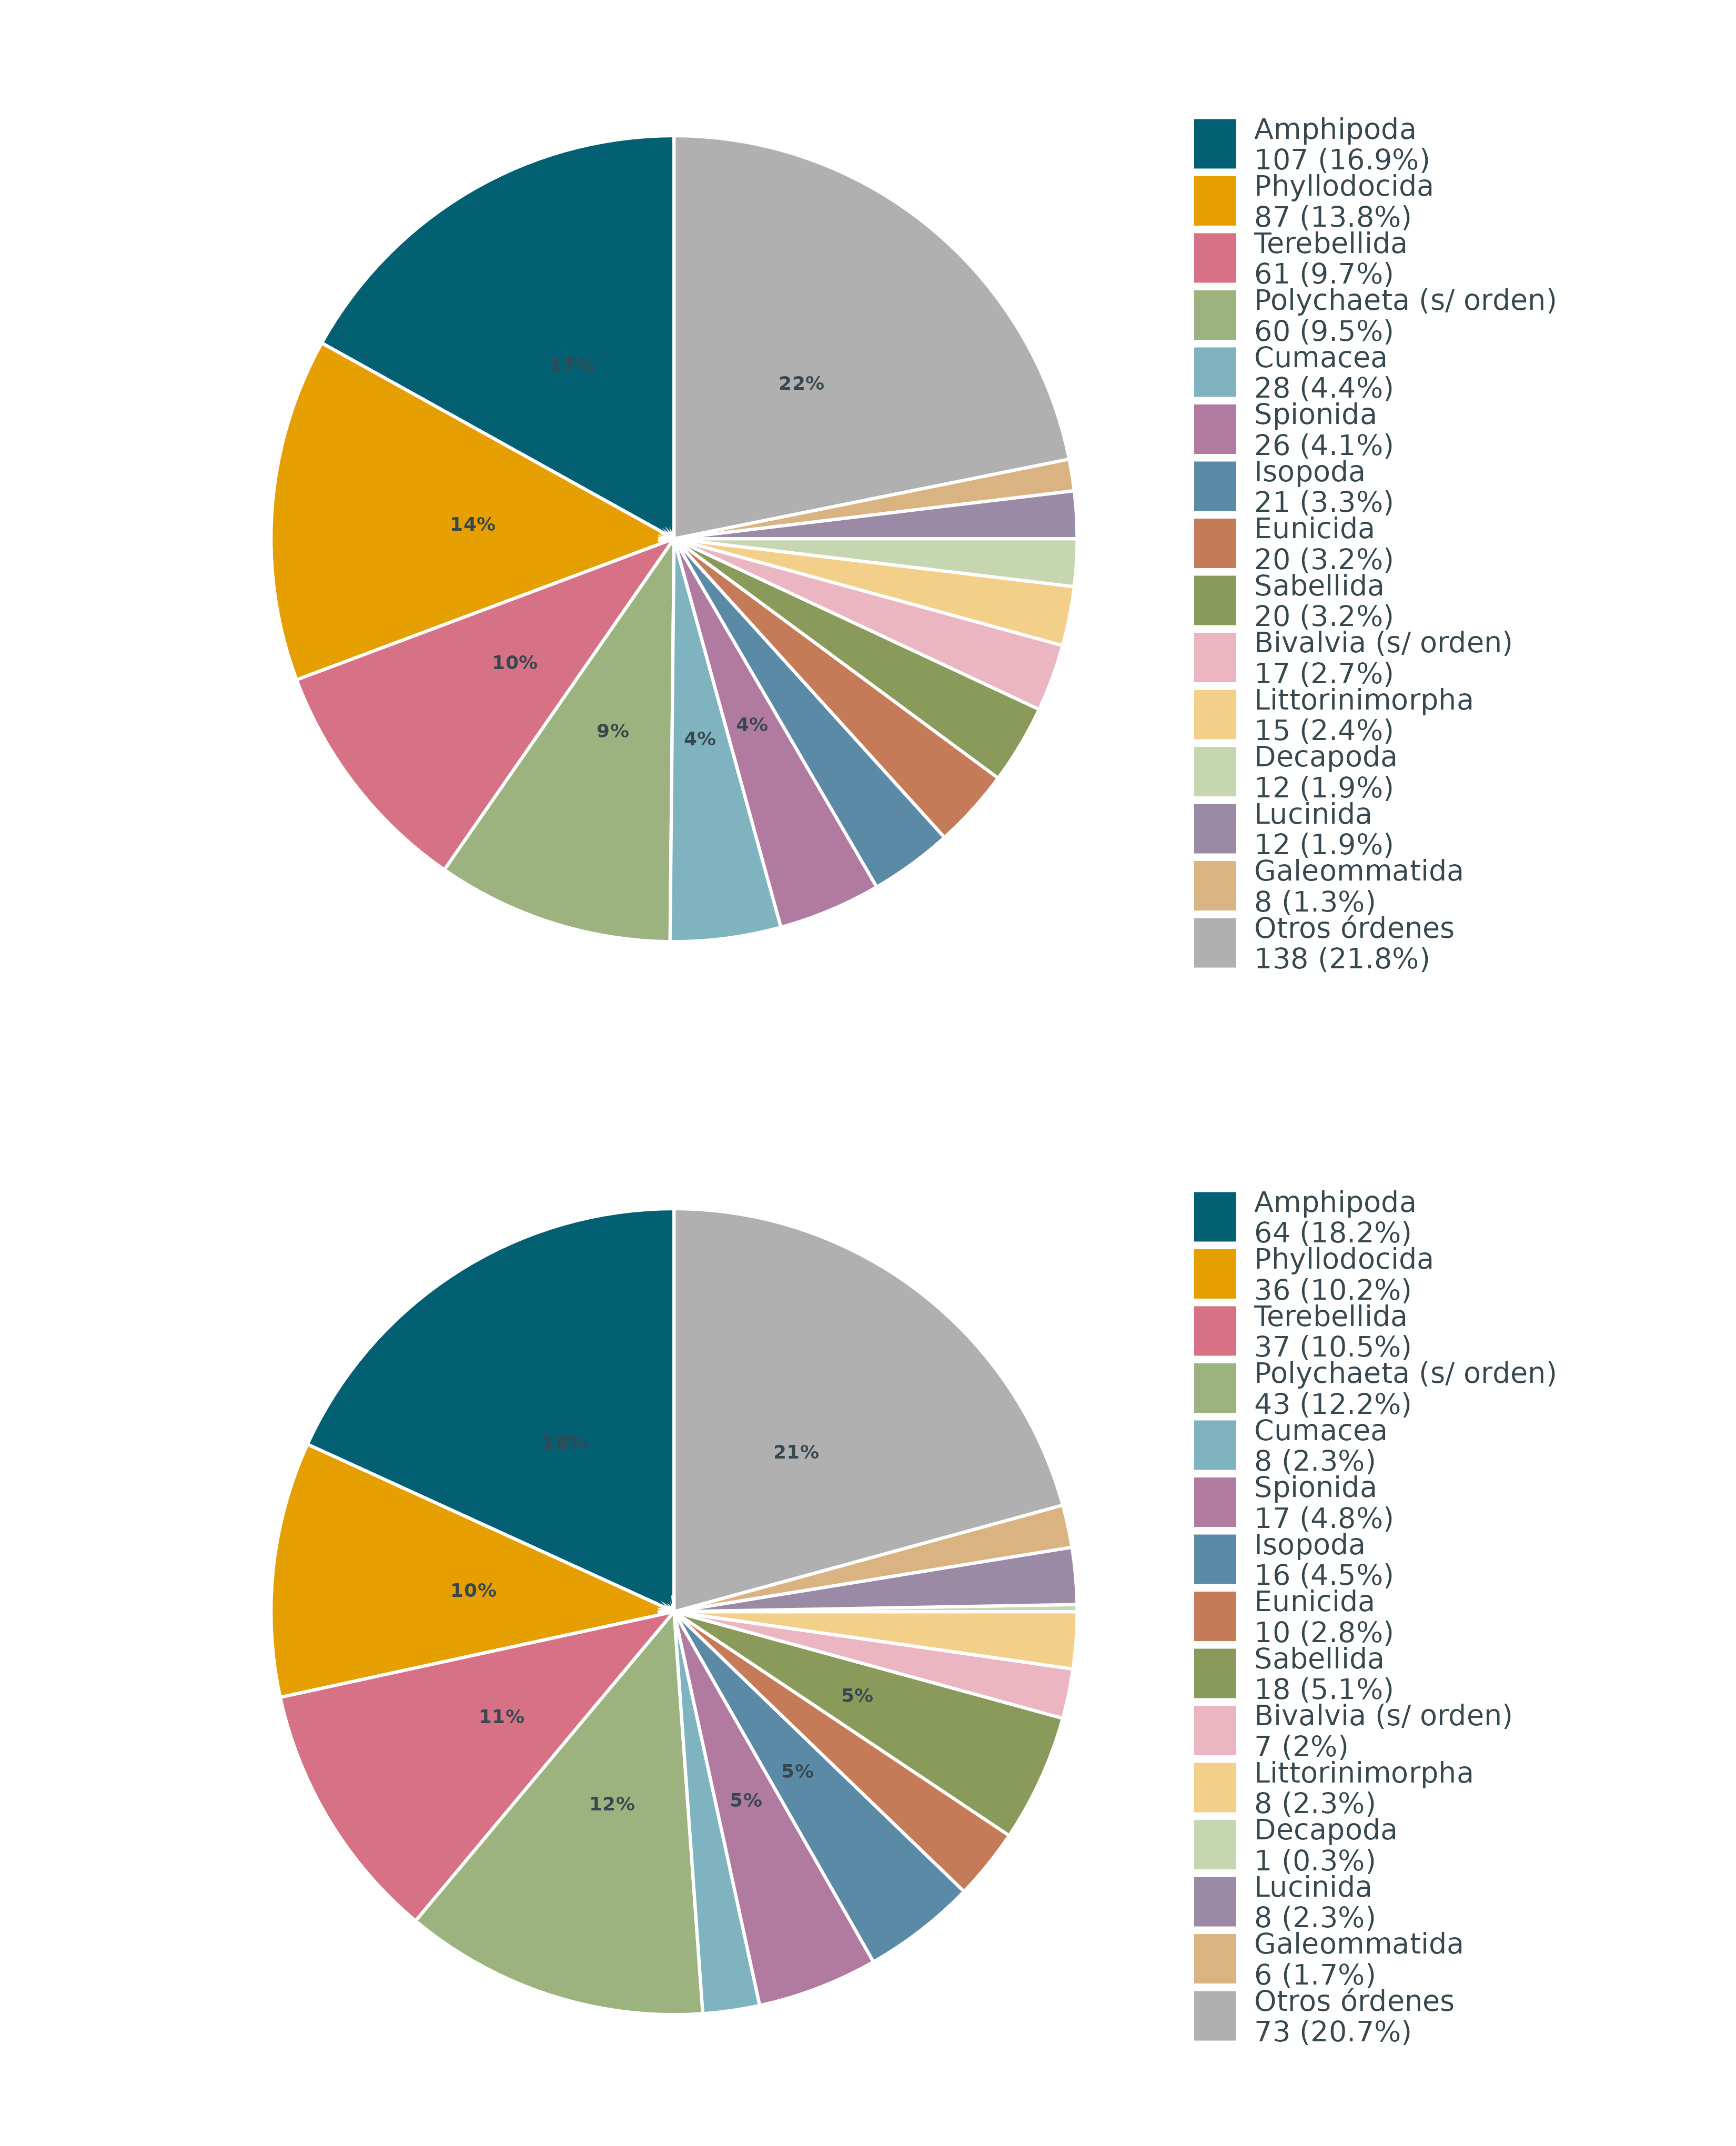 Amphipoda
107 (16.9%)
Phyllodocida
87 (13.8%)
Terebellida
61 (9.7%)
Polychaeta (s/ orden)
60 (9.5%)
Cumacea
28 (4.4%)
Spionida
26 (4.1%)
Isopoda
21 (3.3%)
Eunicida
20 (3.2%)
Sabellida
20 (3.2%)
Bivalvia (s/ orden)
17 (2.7%)
Littorinimorpha
15 (2.4%)
Decapoda
12 (1.9%)
Lucinida
12 (1.9%)
Galeommatida
8 (1.3%)
Otros órdenes
138 (21.8%)
17%
22%
14%
10%
9%
4%
4%
Amphipoda
64 (18.2%)
Phyllodocida
36 (10.2%)
Terebellida
37 (10.5%)
Polychaeta (s/ orden)
43 (12.2%)
Cumacea
8 (2.3%)
Spionida
17 (4.8%)
Isopoda
16 (4.5%)
Eunicida
10 (2.8%)
Sabellida
18 (5.1%)
Bivalvia (s/ orden)
7 (2%)
Littorinimorpha
8 (2.3%)
Decapoda
1 (0.3%)
Lucinida
8 (2.3%)
Galeommatida
6 (1.7%)
Otros órdenes
73 (20.7%)
18%
21%
10%
11%
5%
12%
5%
5%